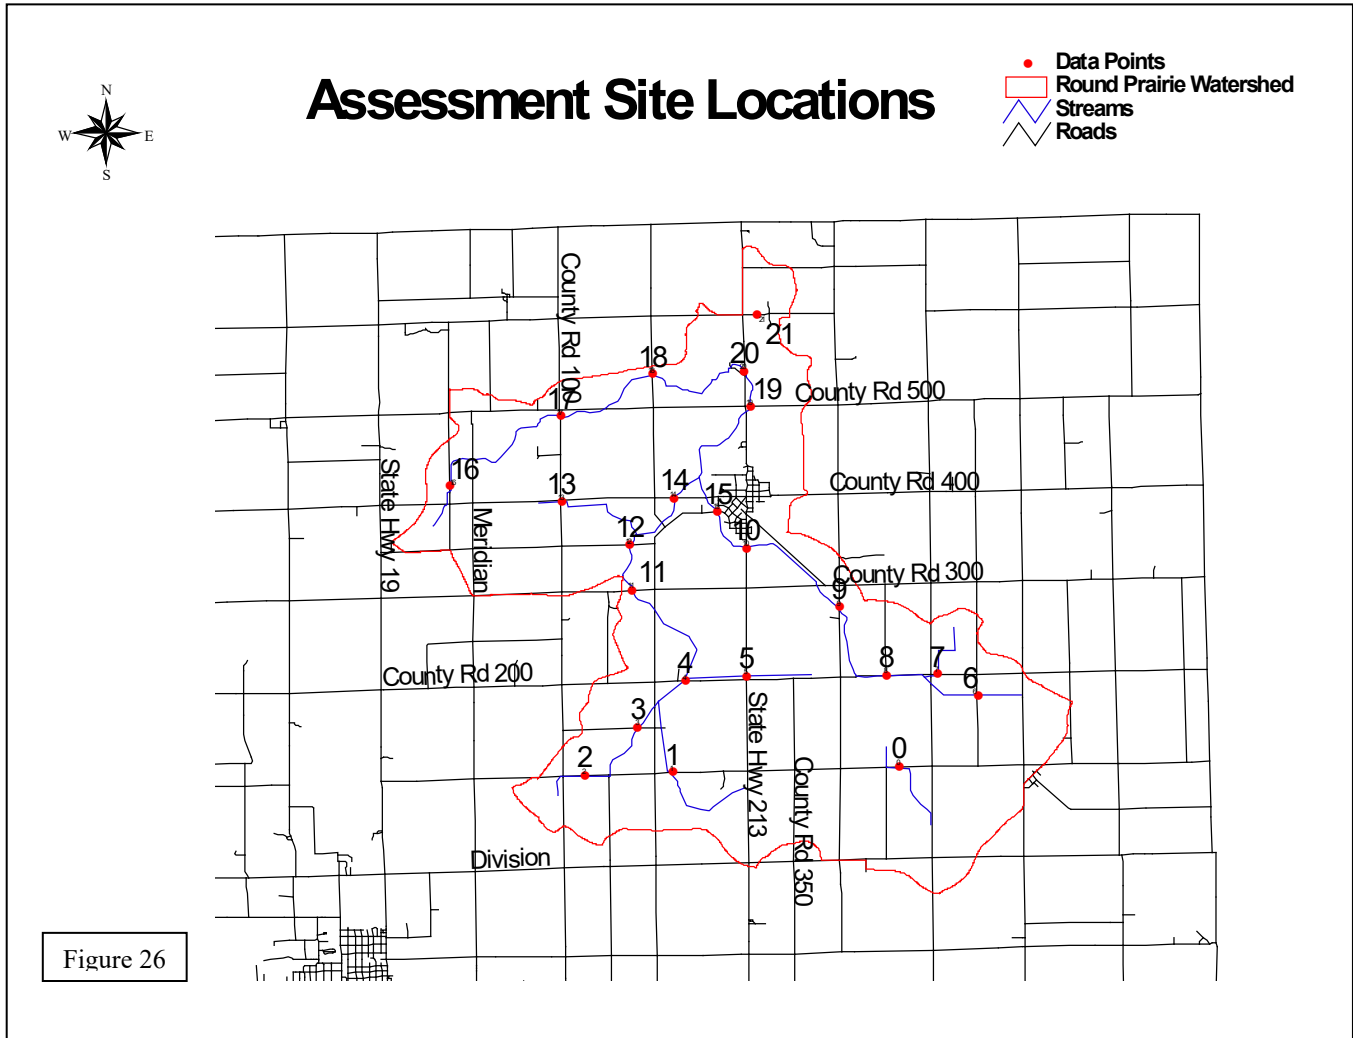 Assessment Site Locations
Data Points
Round Prairie Watershed
Streams
Roads
N
W
E
S
County Rd 100
21
18
20
19
County Rd 500
17
16
State Hwy 19
Meridian
13
14
15
County Rd 400
12
10
11
County Rd 300
9
County Rd 200
4
5
8
7
6
3
State Hwy 213
2
1
0
County Rd 350
Division
Figure 26